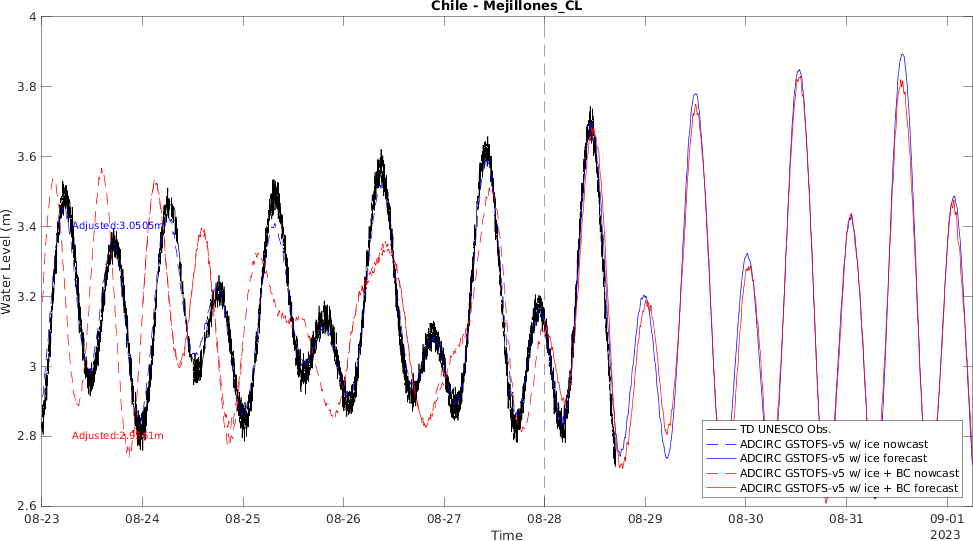 Chile - Mejillones_CL
4
3.8
3.6
3.4
3.2
3
2.8
2.6
Water Level (m)
Adjusted:3.0505m
TD UNESCO Obs.
ADCIRC GSTOFS-v5 w/ ice nowcast
ADCIRC GSTOFS-v5 w/ ice forecast
ADCIRC GSTOFS-v5 w/ ice + BC nowcast
ADCIRC GSTOFS-v5 w/ ice + BC forecast
08-23 08-24 08-25 08-26 08-27 08-28 08-29 08-30 08-31 09-01
2023
Time